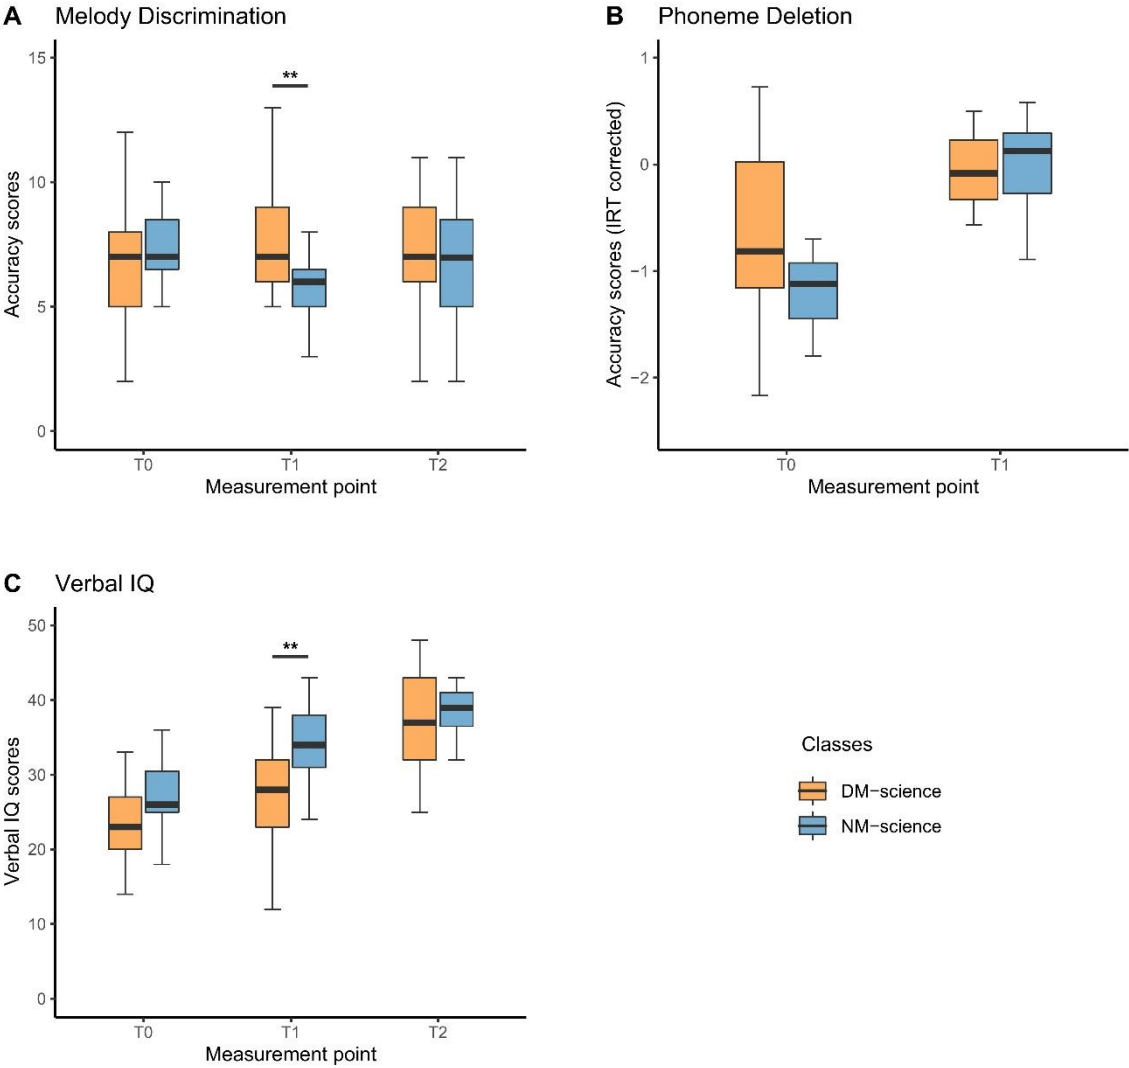 A Melody Discrimination
15
10
5
0
Accuracy scores
**
T0 T1 T2
Measurement point
B Phoneme Deletion
1
0
−1
−2
Accuracy scores (IRT corrected)
T0 T1
Measurement point
C Verbal IQ
50
40
30
20
10
0
Verbal IQ scores
**
T0 T1 T2
Measurement point
Classes
DM−science
NM−science